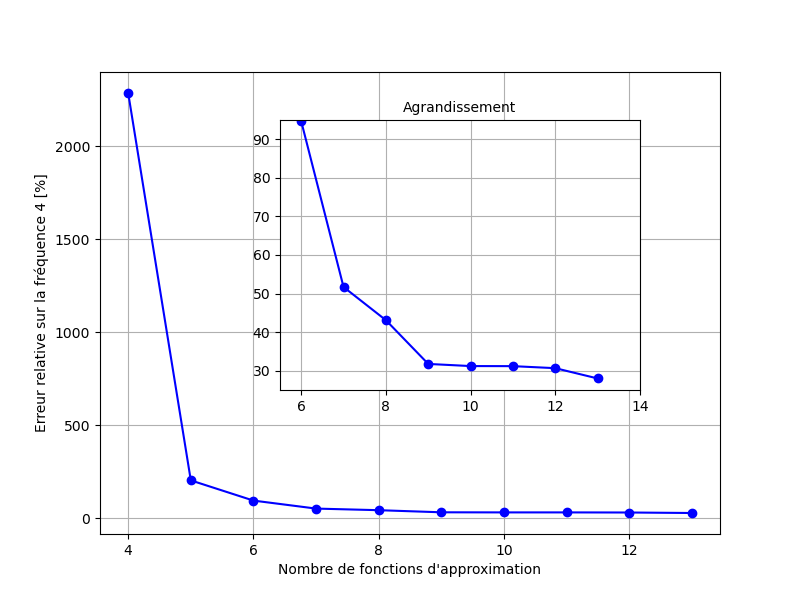 Agrandissement
90
80
70
60
50
40
30
6 8 10 12 14
2000
1500
1000
500
0
4 6 8 10 12
Erreur relative sur la fréquence 4 [%]
Nombre de fonctions d'approximation